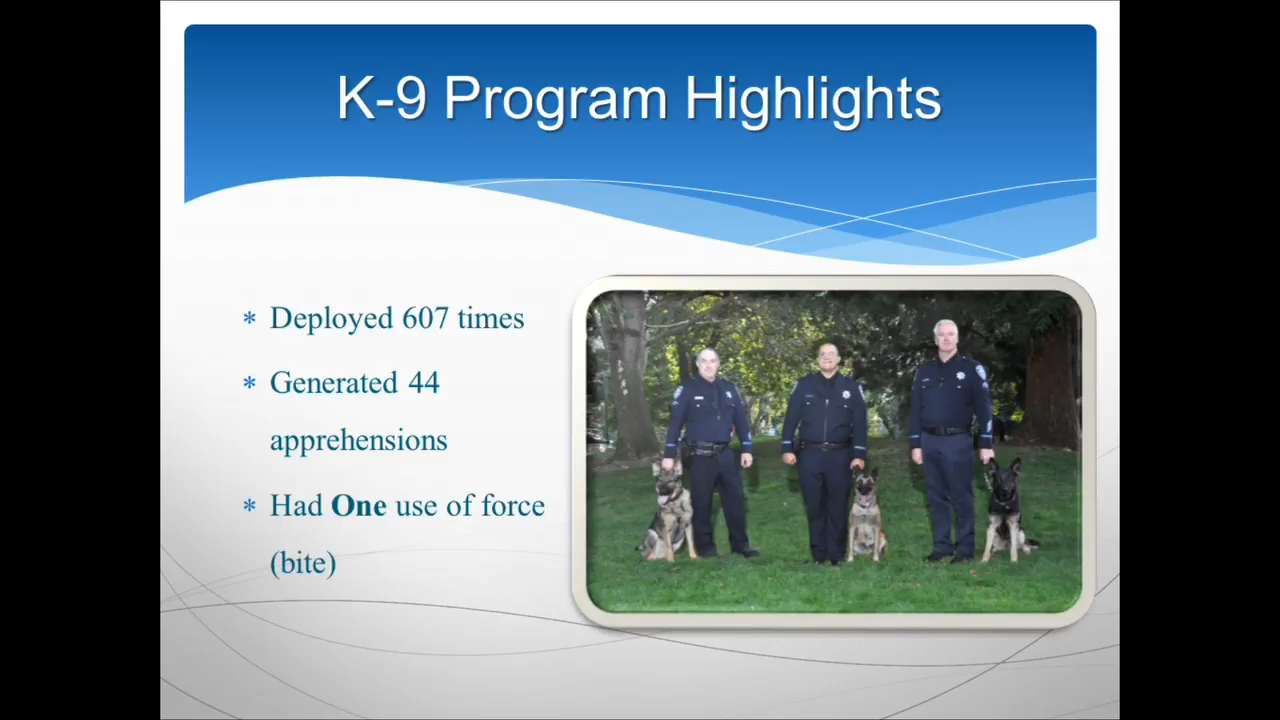 K-9 Program Highlights
* Deployed 607 times
* Generated 44
apprehensions
* Had One use of force
(bite)